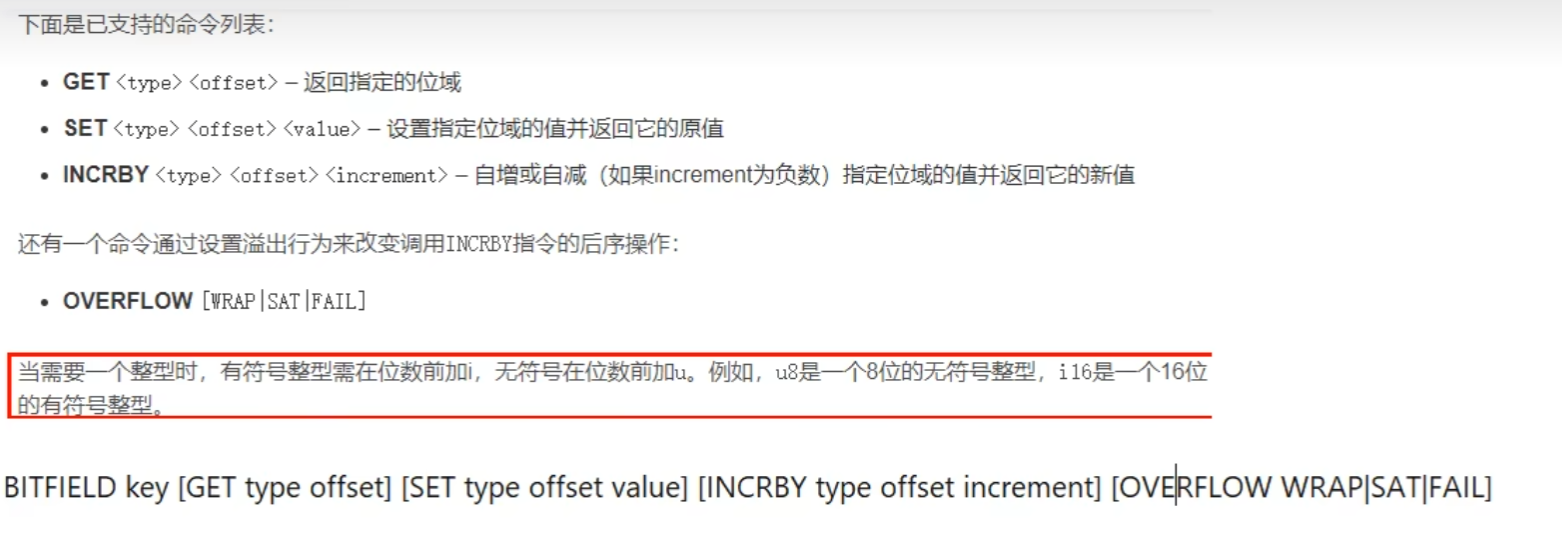 下面是已支持的命令列表：
• GET <type> <offset> – 返回指定的位域
• SET <type> <offset> <value> – 设置指定位域的值并返回它的原值
• INCRBY <type> <offset> <increment> – 自增或自减（如果increment为负数）指定位域的值并返回它的新值
还有一个命令通过设置溢出行为来改变调用INCRBY指令的后序操作：
• OVERFLOW [WRAP|SAT|FAIL]
当需要一个整型时，有符号整型需在位数前加i，无符号在位数前加u。例如，u8是一个8位的无符号整型，i16是一个16位
的有符号整型。
BITFIELD key [GET type offset] [SET type offset value] [INCRBY type offset increment] [OVERFLOW WRAP|SAT|FAIL]